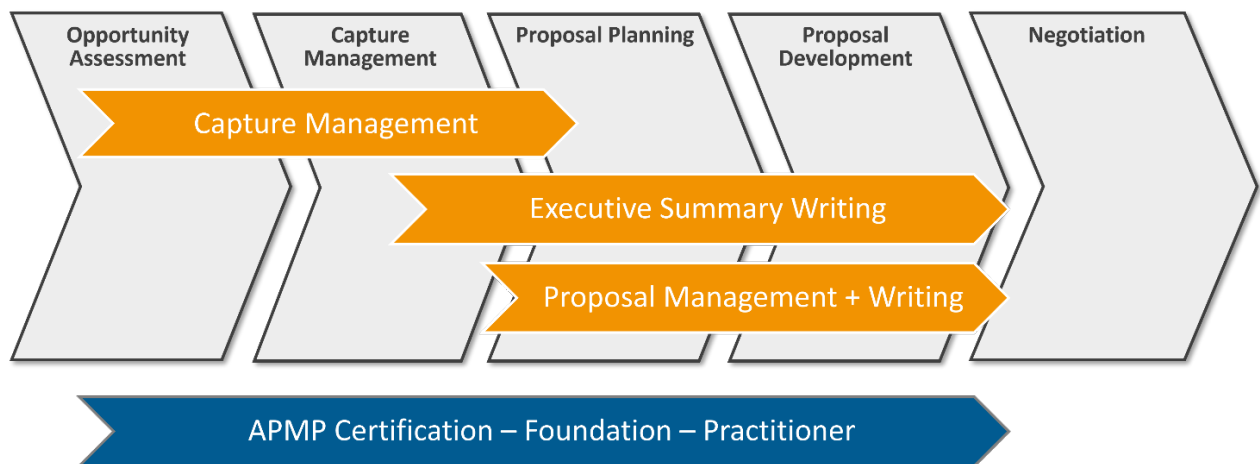 Opportunity
Assessment
Capture
Management
Proposal Planning
Proposal
Development
Negotiation
Capture Management
Executive Summary Writing
Proposal Management + Writing
APMP Certification – Foundation – Practitioner